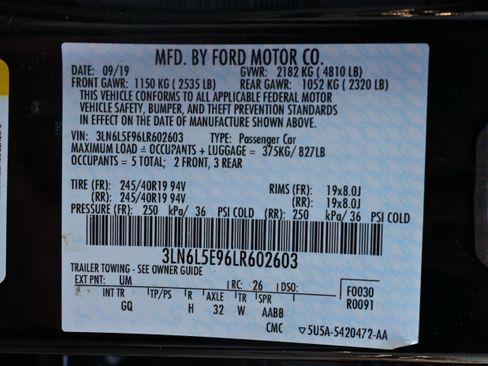 MFD. BY FORD MOTOR CO.
DATE: 09/19 GVWR: 2182 KG ( 4810 LB)
FRONT GAWR: 1150 KG ( 2535 LB) REAR GAWR: 1052 KG ( 2320 LB)
THIS VEHICLE CONFORMS TO ALL APPLICABLE FEDERAL MOTOR
VEHICLE SAFETY, BUMPER, AND THEFT PREVENTION STANDARDS
IN EFFECT ON THE DATE OF MANUFACTURE SHOWN ABOVE.
VIN: 3LN6L5E96LR602603 TYPE: Passenger Car
MAXIMUM LOAD = OCCUPANTS + LUGGAGE = 375KG/ 827LB
OCCUPANTS = 5 TOTAL; 2 FRONT, 3 REAR
TIRE (FR): 245/40R19 94V RIMS (FR): 19x8.0J
(RR): 245/40R19 94V (RR): 19x8.0J
PRESSURE (FR): 250 kPa/ 36 PSI COLD (RR): 250 kPa/ 36 PSI COLD
3LN6L5E96LR602603
TRAILER TOWING - SEE OWNER GUIDE
EXT PNT: UM RC: 26 DSO: F0030
INT TR TP/PS R AXLE TR SPR R0091
GQ H 32 W AABB
CMC 5U5A-5420472-AA